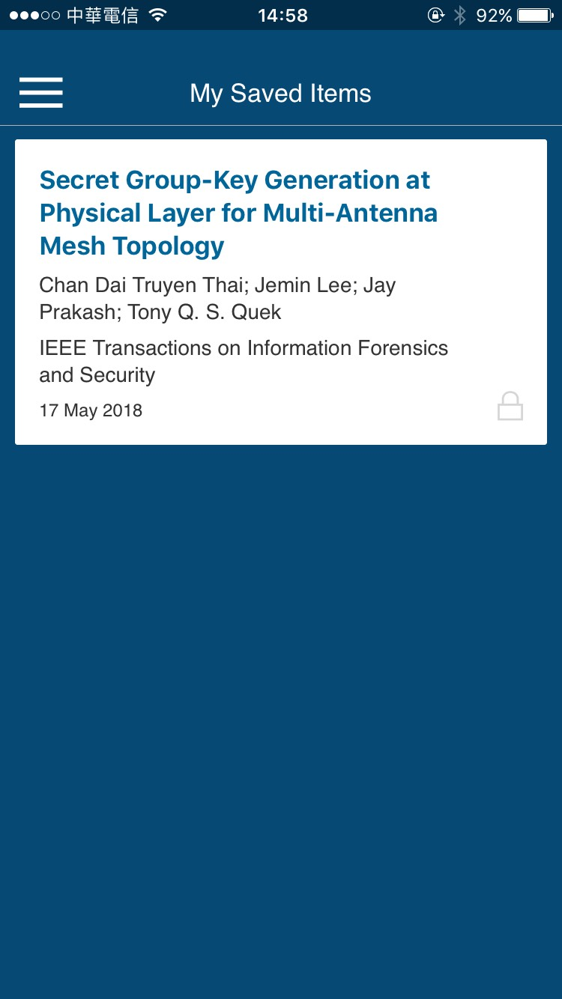 中華電信 14:58 92%
My Saved Items
Secret Group-Key Generation at
Physical Layer for Multi-Antenna
Mesh Topology
Chan Dai Truyen Thai; Jemin Lee; Jay
Prakash; Tony Q. S. Quek
IEEE Transactions on Information Forensics
and Security
17 May 2018